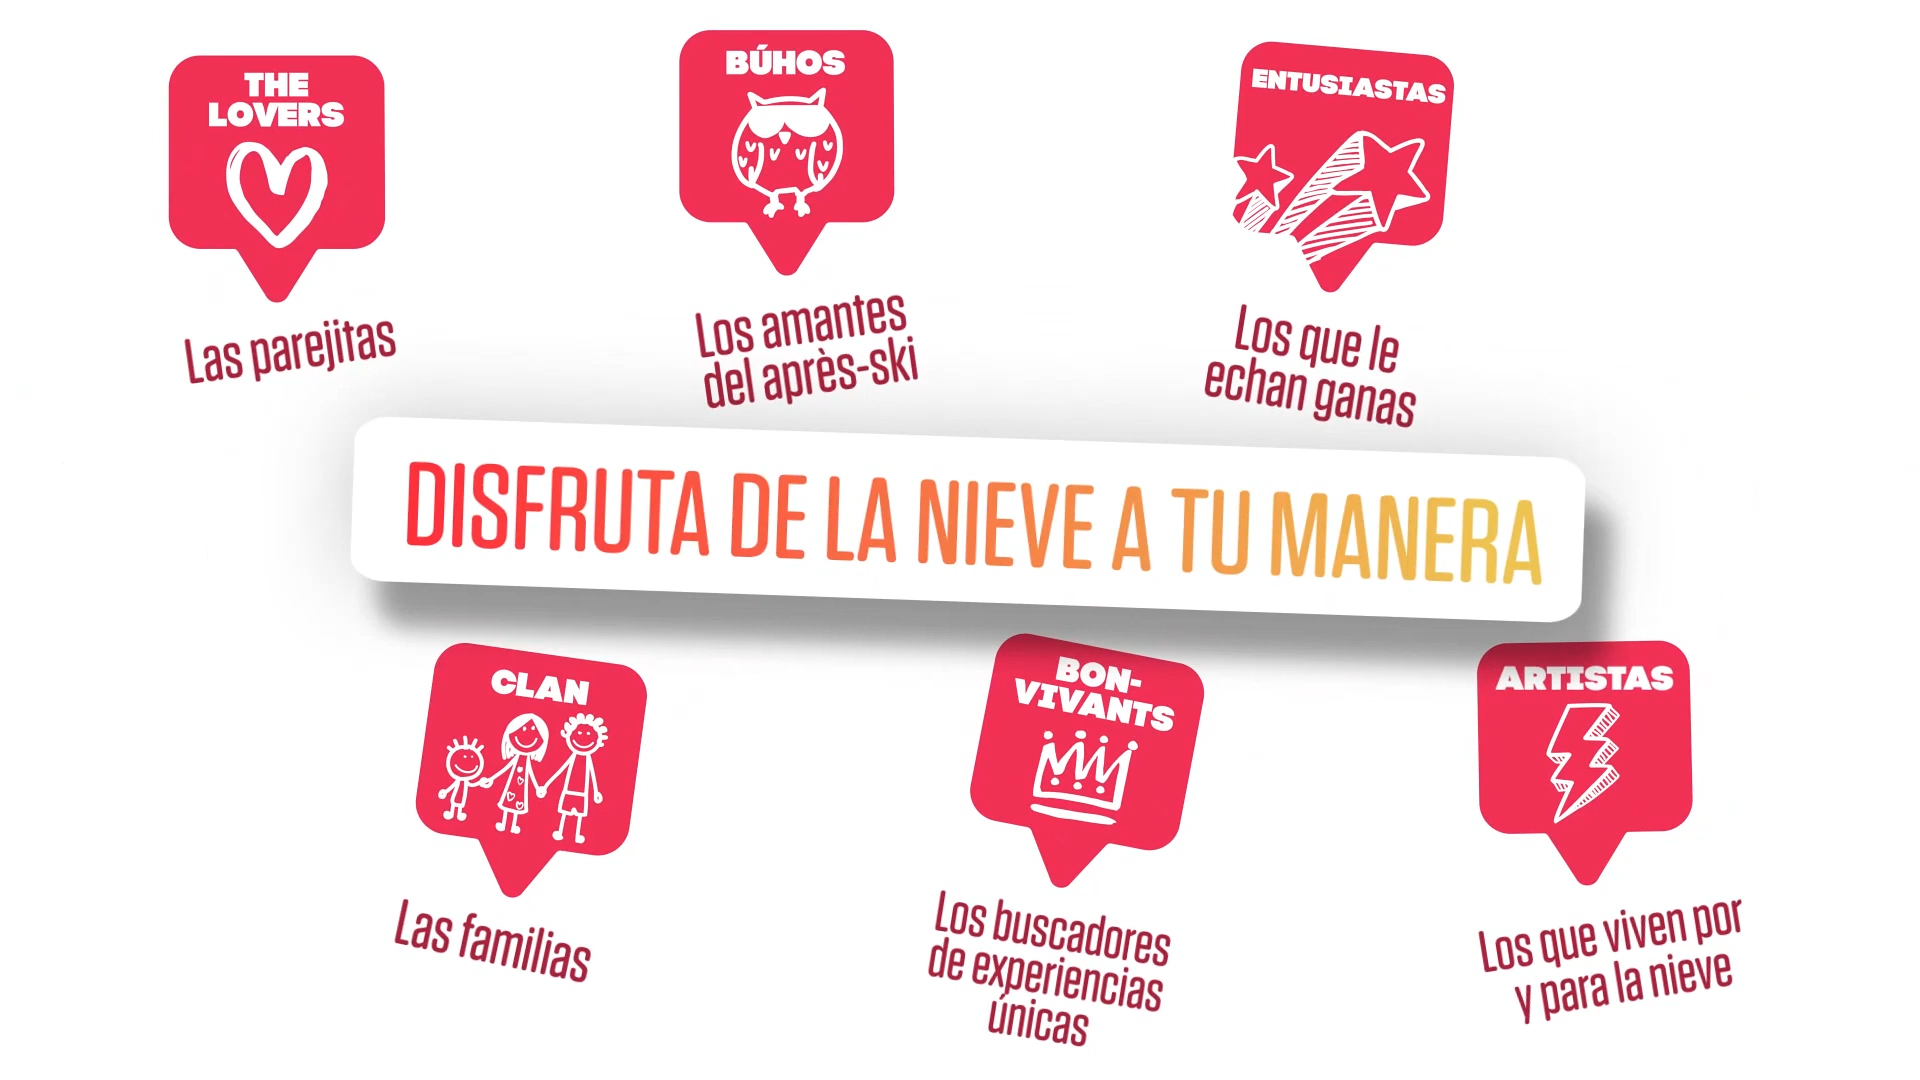 THE
LOVERS
Las parejitas
BÚHOS
Los amantes
del après-ski
ENTUSIASTAS
Los que le
echan ganas
DISFRUTA DE LA NIEVE A TU MANERA
CLAN
Las familias
BON-
VIVANTS
Los buscadores
de experiencias
únicas
ARTISTAS
Los que viven por
y para la nieve